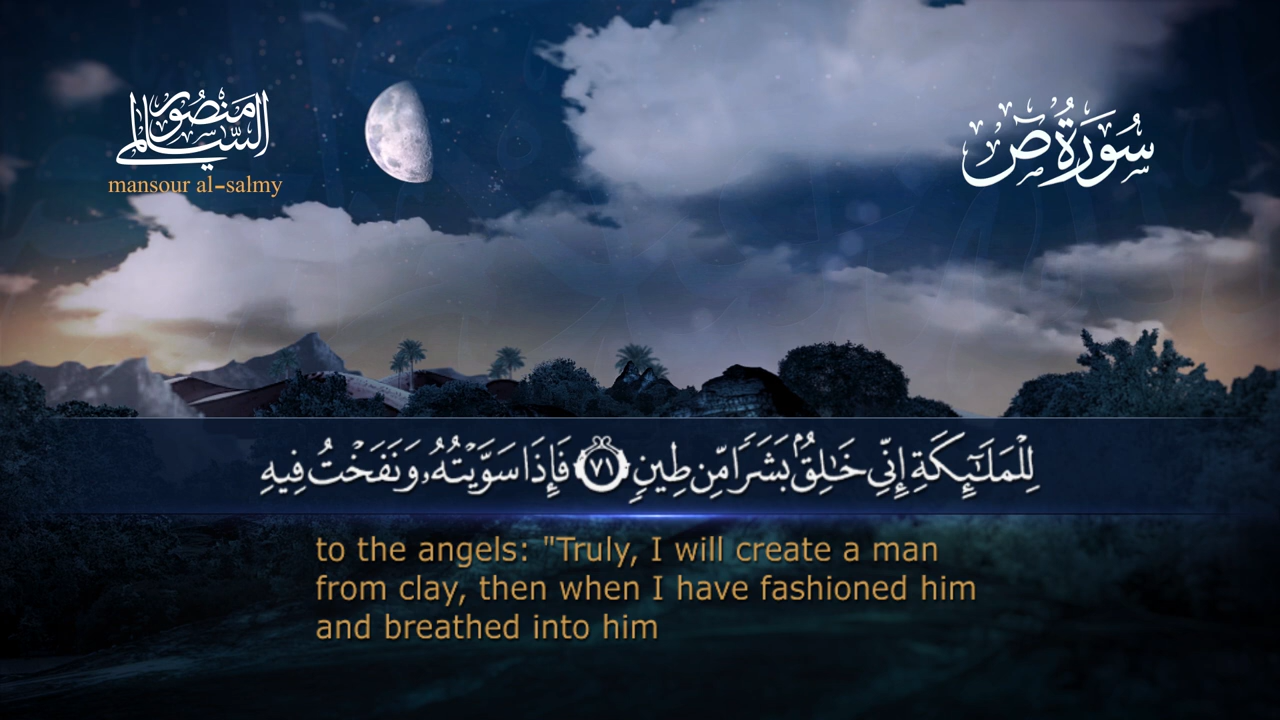 منصور السالمي
mansour al-salmy
سُورَةُ صٓ
لِلْمَلَٰٓئِكَةِ إِنِّي خَٰلِقُۢ بَشَرًا مِّن طِينٍ ٧١ فَإِذَا سَوَّيْتُهُۥ وَنَفَخْتُ فِيهِ
to the angels: "Truly, I will create a man
from clay, then when I have fashioned him
and breathed into him